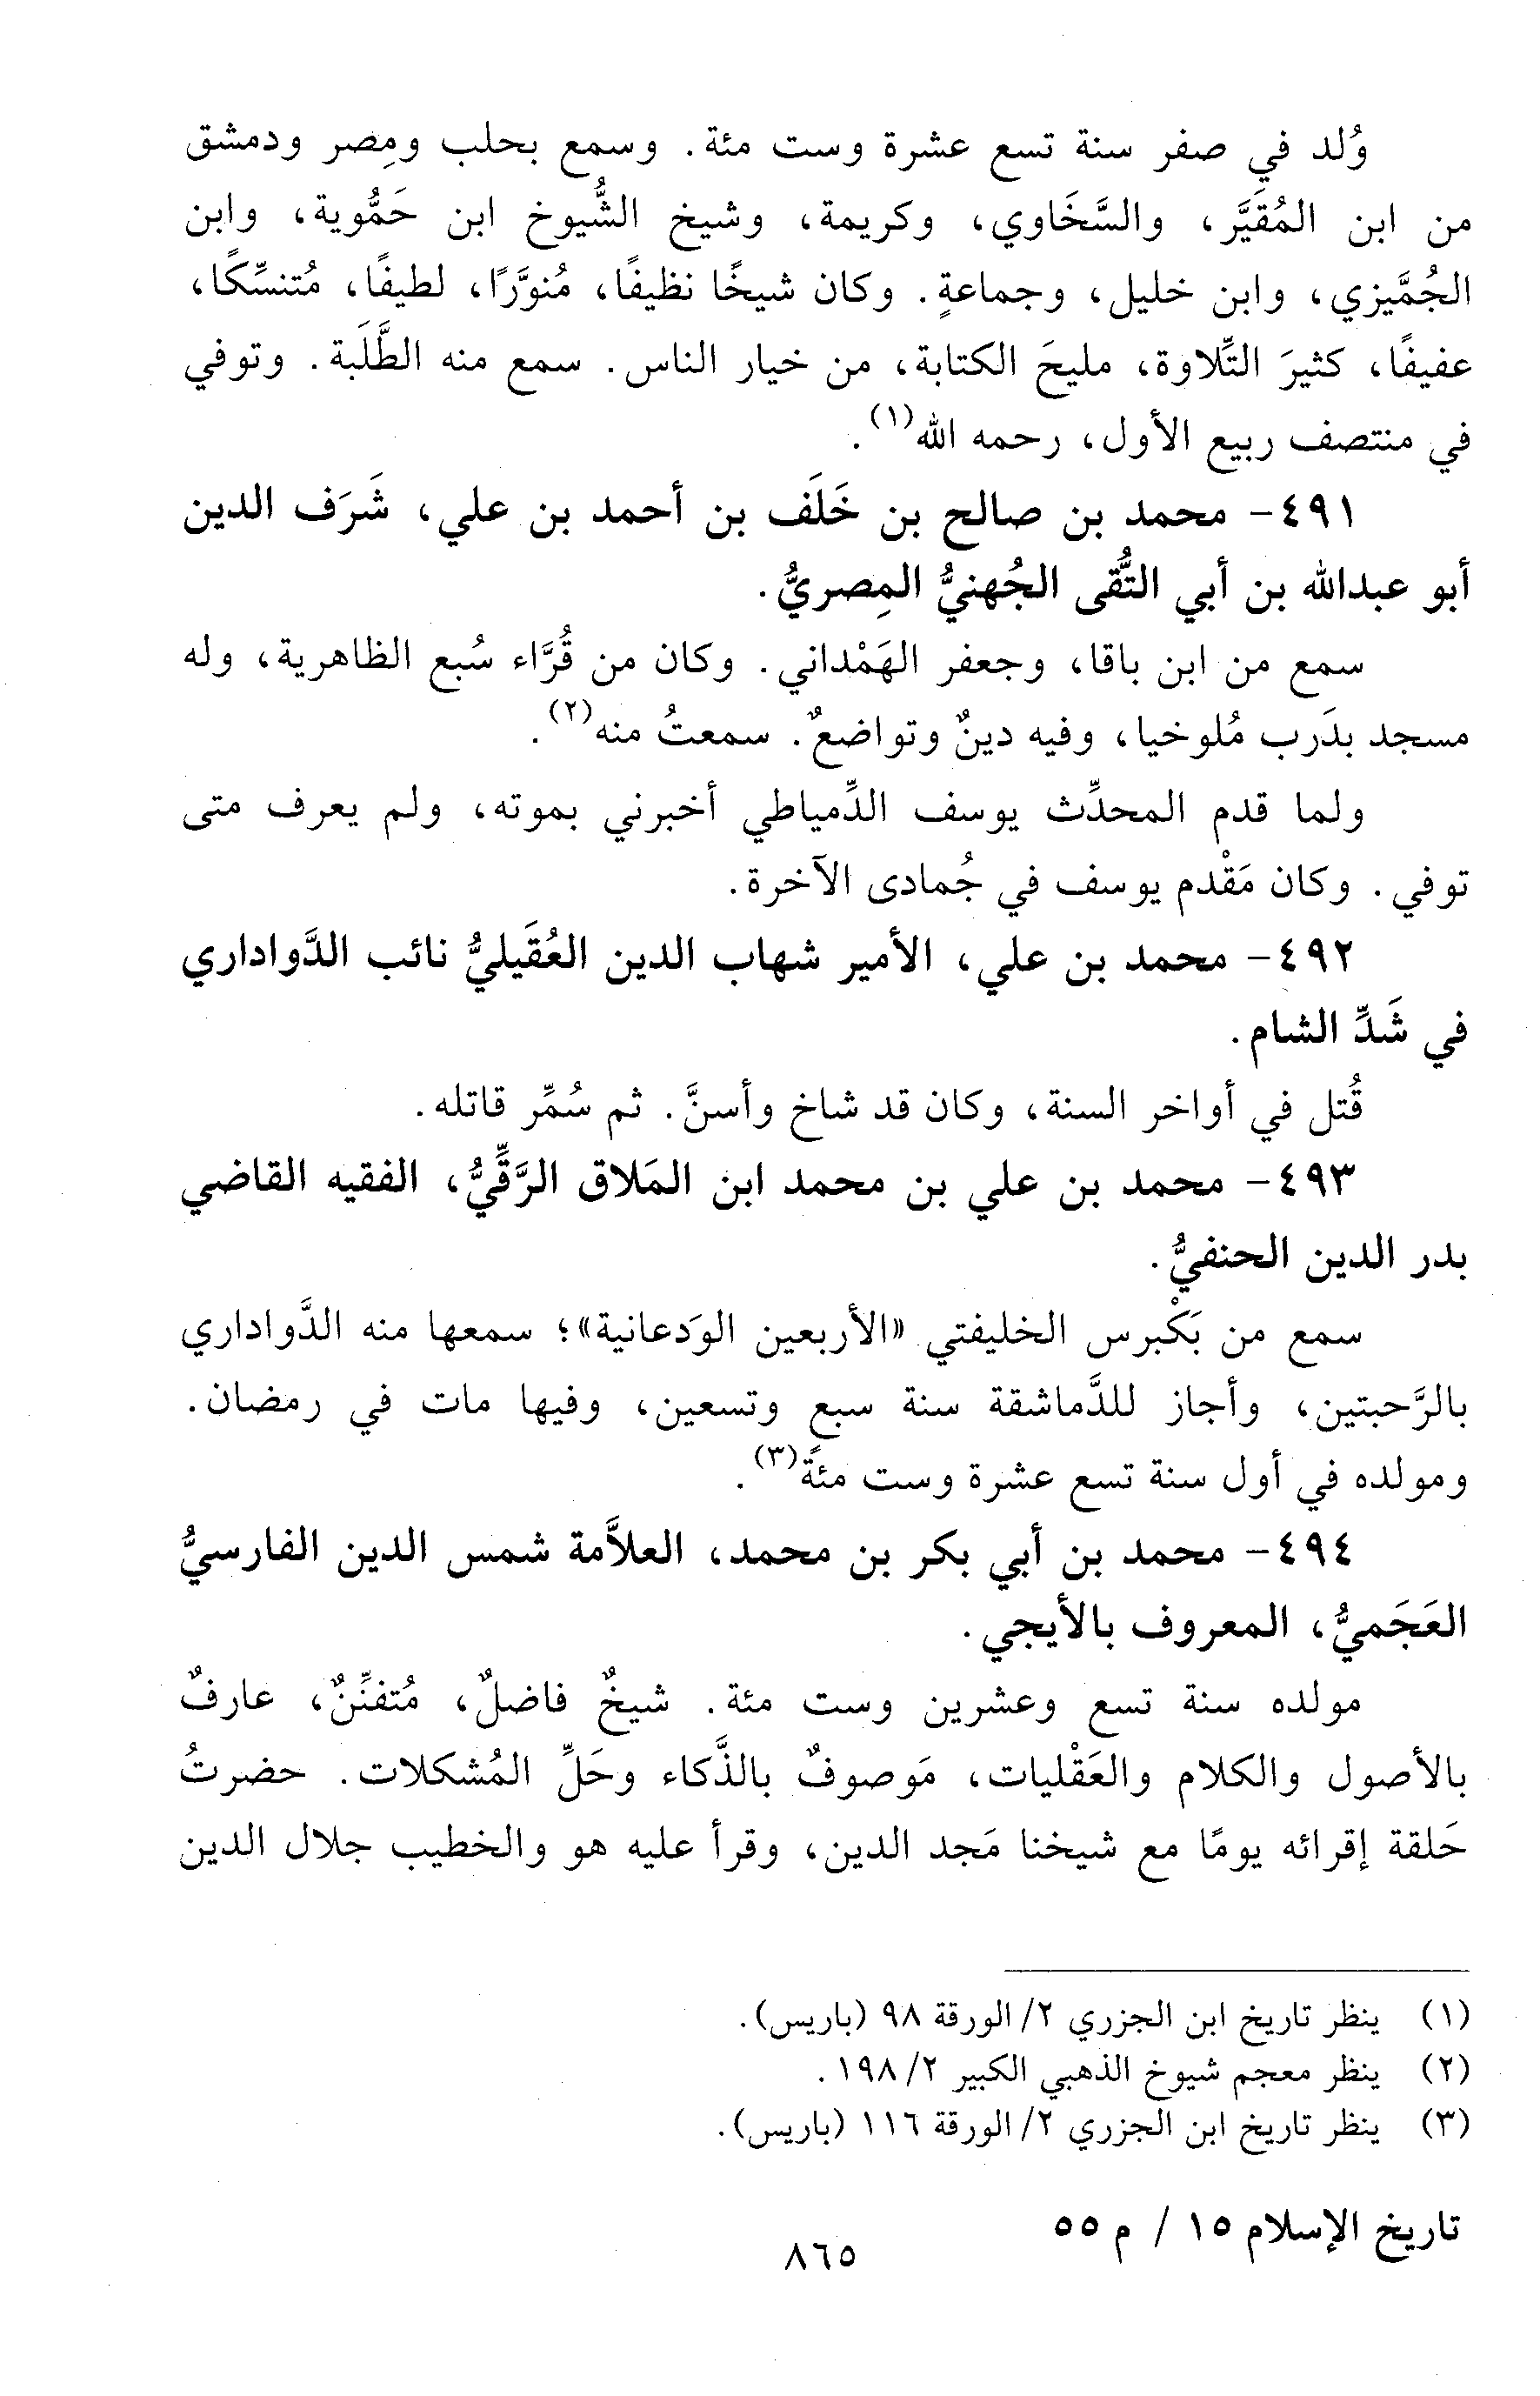 وُلد في صفر سنة تسع عشرة وست مئة. وسمع بحلب ومِصر ودمشق
من ابن المُقَيَّر، والسَّخَاوي، وكريمة، وشيخ الشُّيوخ ابن حَمُّوية، وابن
الجُمَّيزي، وابن خليل، وجماعةٍ. وكان شيخًا نظيفًا، مُنوَّرًا، لطيفًا، مُتنسِّكًا،
عفيفًا، كثيرَ التِّلاوة، مليحَ الكتابة، من خيار الناس. سمع منه الطَّلَبة. وتوفي
في منتصف ربيع الأول، رحمه الله(١).
٤٩١- محمد بن صالح بن خَلَف بن أحمد بن علي، شَرَف الدين
أبو عبدالله بن أبي التُّقى الجُهنيُّ المِصريُّ.
سمع من ابن باقا، وجعفر الهَمْداني. وكان من قُرَّاء سُبع الظاهرية، وله
مسجد بدَرب مُلوخيا، وفيه دينٌ وتواضعٌ. سمعتُ منه(٢).
ولما قدم المحدِّث يوسف الدِّمياطي أخبرني بموته، ولم يعرف متى
توفي. وكان مَقْدم يوسف في جُمادى الآخرة.
٤٩٢- محمد بن علي، الأمير شهاب الدين العُقَيليُّ نائب الدَّواداري
في شَدِّ الشام.
قُتل في أواخر السنة، وكان قد شاخ وأسنَّ. ثم سُمِّر قاتله.
٤٩٣- محمد بن علي بن محمد ابن المَلاق الرَّقِّيُّ، الفقيه القاضي
بدر الدين الحنفيُّ.
سمع من بَكْبرس الخليفتي «الأربعين الوَدعانية»؛ سمعها منه الدَّواداري
بالرَّحبتين، وأجاز للدَّماشقة سنة سبع وتسعين، وفيها مات في رمضان.
ومولده في أول سنة تسع عشرة وست مئةً(٣).
٤٩٤- محمد بن أبي بكر بن محمد، العلاَّمة شمس الدين الفارسيُّ
العَجَميُّ، المعروف بالأيجي.
مولده سنة تسع وعشرين وست مئة. شيخٌ فاضلٌ، مُتفنِّنٌ، عارفٌ
بالأصول والكلام والعَقْليات، مَوصوفٌ بالذَّكاء وحَلِّ المُشكلات. حضرتُ
حَلقة إقرائه يومًا مع شيخنا مَجد الدين، وقرأ عليه هو والخطيب جلال الدين
(١) ينظر تاريخ ابن الجزري ٢/ الورقة ٩٨ (باريس).
(٢) ينظر معجم شيوخ الذهبي الكبير ٢/ ١٩٨.
(٣) ينظر تاريخ ابن الجزري ٢/ الورقة ١١٦ (باريس).
تاريخ الإسلام ١٥ / م ٥٥
٨٦٥